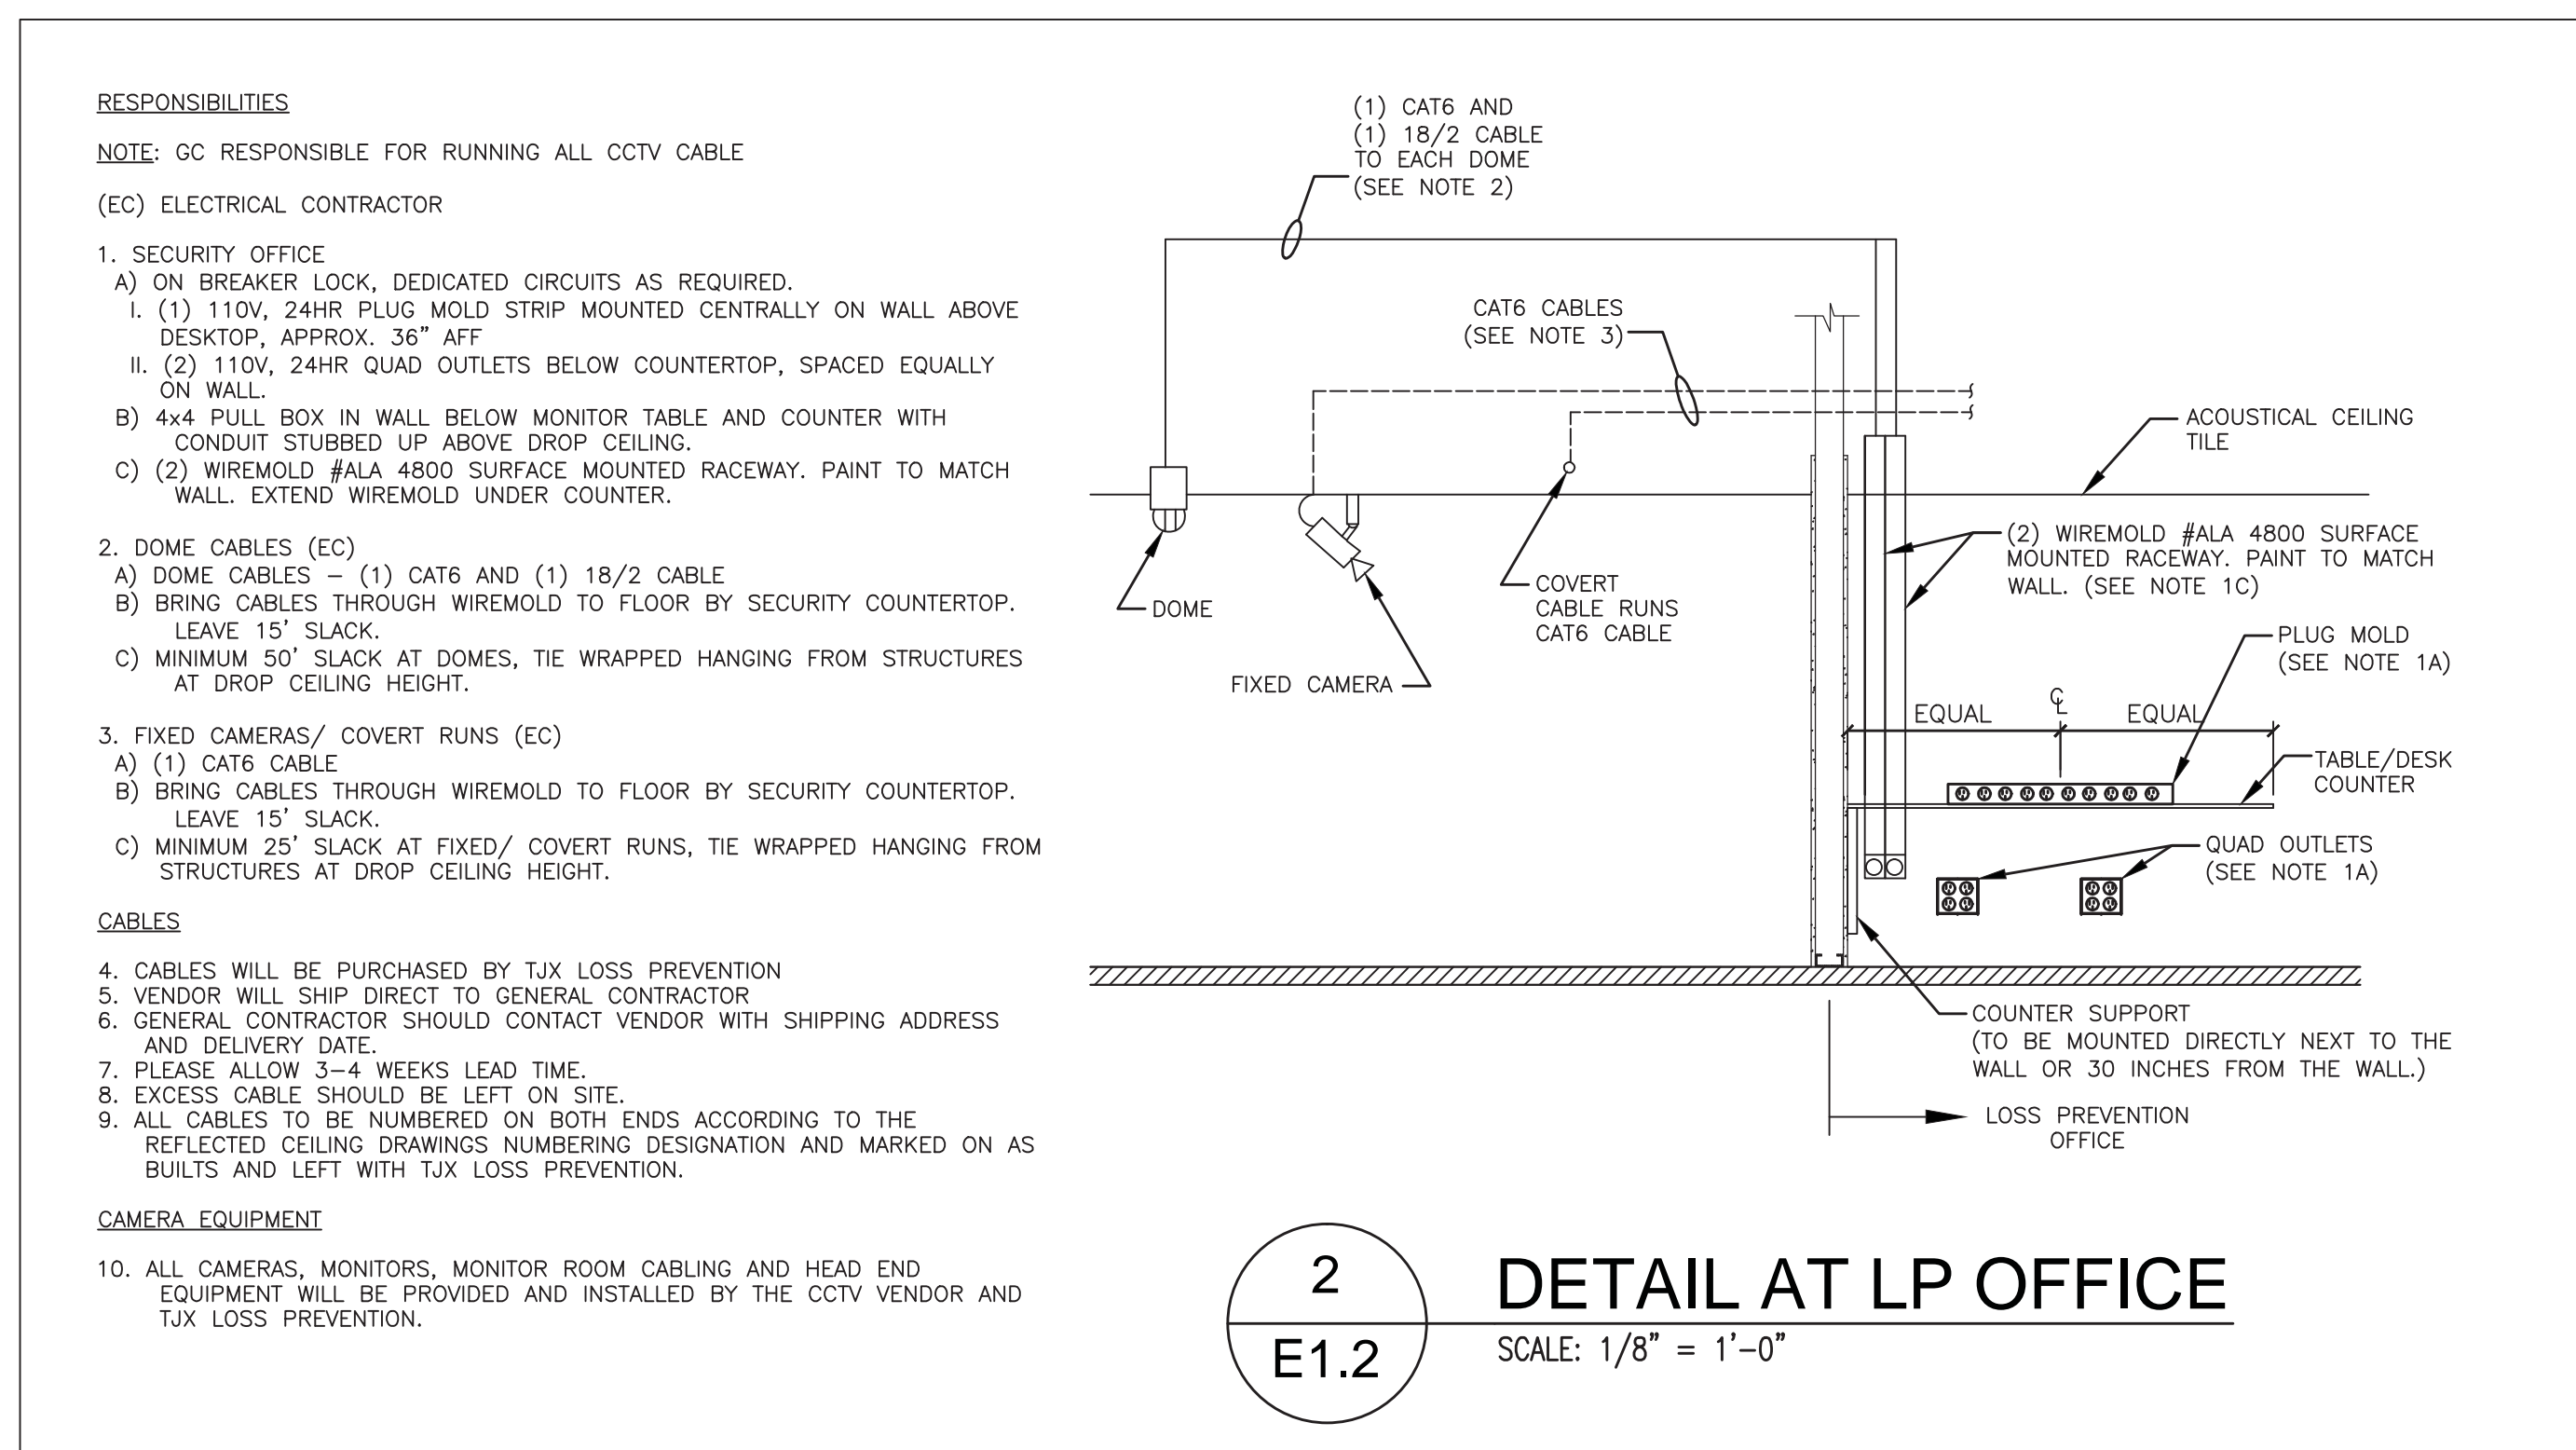 RESPONSIBILITIES
NOTE: GC RESPONSIBLE FOR RUNNING ALL CCTV CABLE
(EC) ELECTRICAL CONTRACTOR
1. SECURITY OFFICE
A) ON BREAKER LOCK, DEDICATED CIRCUITS AS REQUIRED.
I. (1) 110V, 24HR PLUG MOLD STRIP MOUNTED CENTRALLY ON WALL ABOVE
DESKTOP, APPROX. 36" AFF
II. (2) 110V, 24HR QUAD OUTLETS BELOW COUNTERTOP, SPACED EQUALLY
ON WALL.
B) 4x4 PULL BOX IN WALL BELOW MONITOR TABLE AND COUNTER WITH
CONDUIT STUBBED UP ABOVE DROP CEILING.
C) (2) WIREMOLD #ALA 4800 SURFACE MOUNTED RACEWAY. PAINT TO MATCH
WALL. EXTEND WIREMOLD UNDER COUNTER.
2. DOME CABLES (EC)
A) DOME CABLES – (1) CAT6 AND (1) 18/2 CABLE
B) BRING CABLES THROUGH WIREMOLD TO FLOOR BY SECURITY COUNTERTOP.
LEAVE 15' SLACK.
C) MINIMUM 50' SLACK AT DOMES, TIE WRAPPED HANGING FROM STRUCTURES
AT DROP CEILING HEIGHT.
3. FIXED CAMERAS/ COVERT RUNS (EC)
A) (1) CAT6 CABLE
B) BRING CABLES THROUGH WIREMOLD TO FLOOR BY SECURITY COUNTERTOP.
LEAVE 15' SLACK.
C) MINIMUM 25' SLACK AT FIXED/ COVERT RUNS, TIE WRAPPED HANGING FROM
STRUCTURES AT DROP CEILING HEIGHT.
CABLES
4. CABLES WILL BE PURCHASED BY TJX LOSS PREVENTION
5. VENDOR WILL SHIP DIRECT TO GENERAL CONTRACTOR
6. GENERAL CONTRACTOR SHOULD CONTACT VENDOR WITH SHIPPING ADDRESS
AND DELIVERY DATE.
7. PLEASE ALLOW 3–4 WEEKS LEAD TIME.
8. EXCESS CABLE SHOULD BE LEFT ON SITE.
9. ALL CABLES TO BE NUMBERED ON BOTH ENDS ACCORDING TO THE
REFLECTED CEILING DRAWINGS NUMBERING DESIGNATION AND MARKED ON AS
BUILTS AND LEFT WITH TJX LOSS PREVENTION.
CAMERA EQUIPMENT
10. ALL CAMERAS, MONITORS, MONITOR ROOM CABLING AND HEAD END
EQUIPMENT WILL BE PROVIDED AND INSTALLED BY THE CCTV VENDOR AND
TJX LOSS PREVENTION.
(1) CAT6 AND
(1) 18/2 CABLE
TO EACH DOME
(SEE NOTE 2)
CAT6 CABLES
(SEE NOTE 3)
ACOUSTICAL CEILING
TILE
DOME
FIXED CAMERA
COVERT
CABLE RUNS
CAT6 CABLE
(2) WIREMOLD #ALA 4800 SURFACE
MOUNTED RACEWAY. PAINT TO MATCH
WALL. (SEE NOTE 1C)
PLUG MOLD
(SEE NOTE 1A)
EQUAL
℄
EQUAL
TABLE/DESK
COUNTER
QUAD OUTLETS
(SEE NOTE 1A)
COUNTER SUPPORT
(TO BE MOUNTED DIRECTLY NEXT TO THE
WALL OR 30 INCHES FROM THE WALL.)
LOSS PREVENTION
OFFICE
2
E1.2
DETAIL AT LP OFFICE
SCALE: 1/8" = 1'–0"